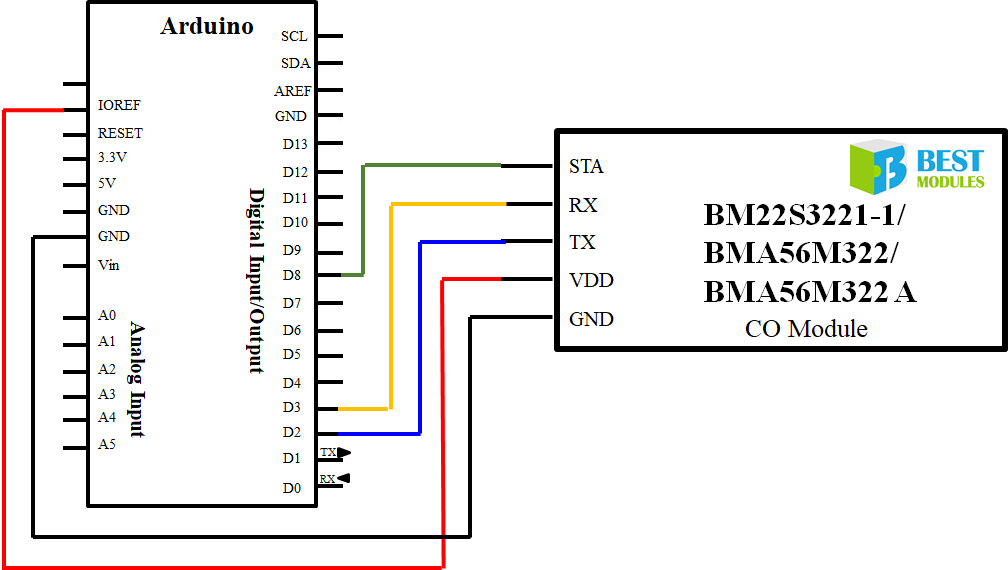 Arduino
SCL
SDA
AREF
GND
D13
D12
D11
D10
D9
D8
D7
D6
D5
D4
D3
D2
D1
TX
D0
RX
IOREF
RESET
3.3V
5V
GND
GND
Vin
A0
A1
A2
A3
A4
A5
Analog Input
Digital Input/Output
STA
RX
TX
VDD
GND
BEST
MODULES
BM22S3221-1/
BMA56M322/
BMA56M322 A
CO Module